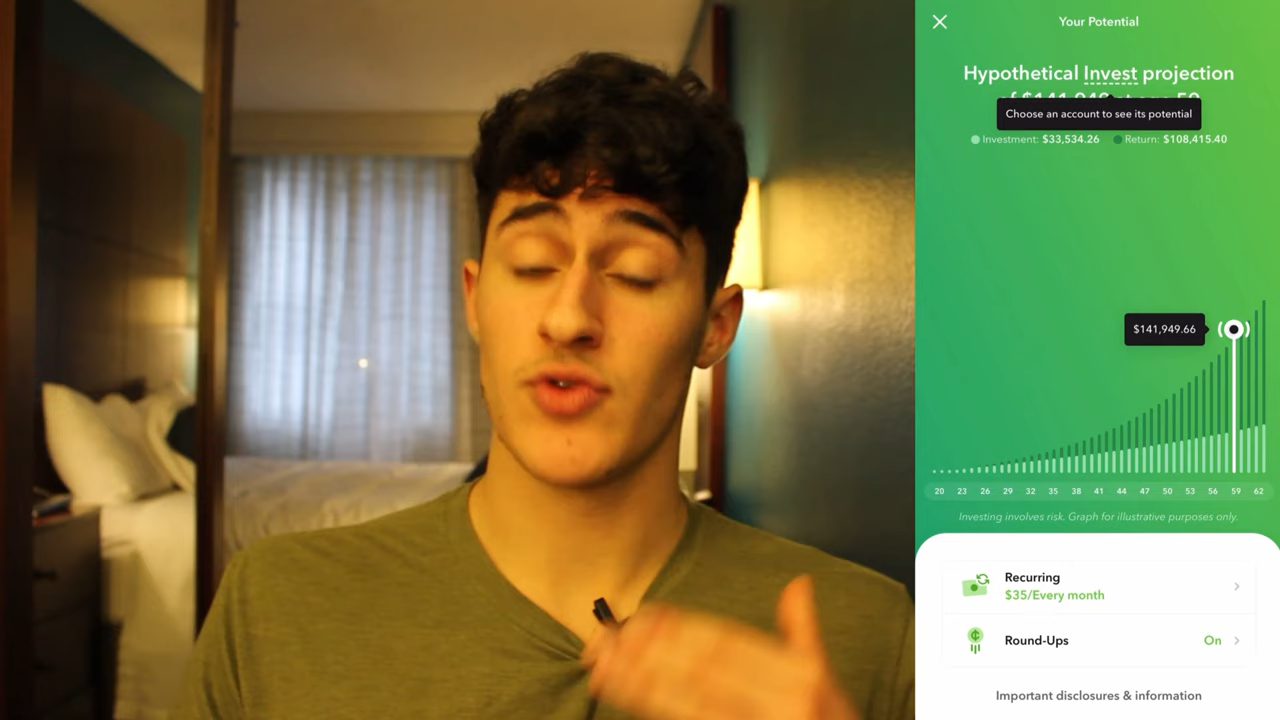 Your Potential
Hypothetical Invest projection
Choose an account to see its potential
Investment: $33,534.26 Return: $108,415.40
$141,949.66
20 23 26 29 32 35 38 41 44 47 50 53 56 59 62
Investing involves risk. Graph for illustrative purposes only.
Recurring
$35/Every month
Round-Ups On
Important disclosures & information